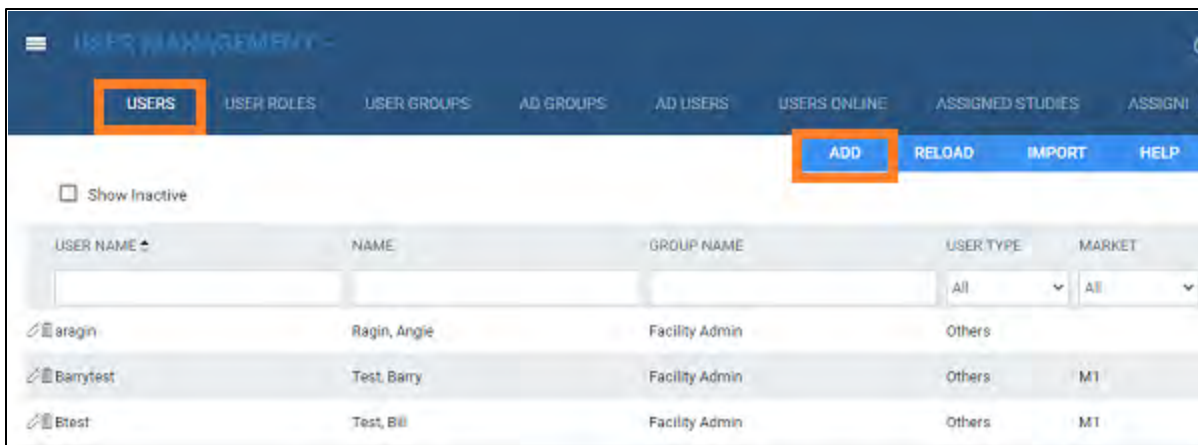 USER MANAGEMENT -
USERS USER ROLES USER GROUPS AD GROUPS AD USERS USERS ONLINE ASSIGNED STUDIES ASSIGNI
ADD RELOAD IMPORT HELP
Show Inactive
USER NAME NAME GROUP NAME USER TYPE MARKET
All All
aragin Ragin, Angie Facility Admin Others
Barrytest Test, Barry Facility Admin Others M1
Btest Test, Bill Facility Admin Others M1